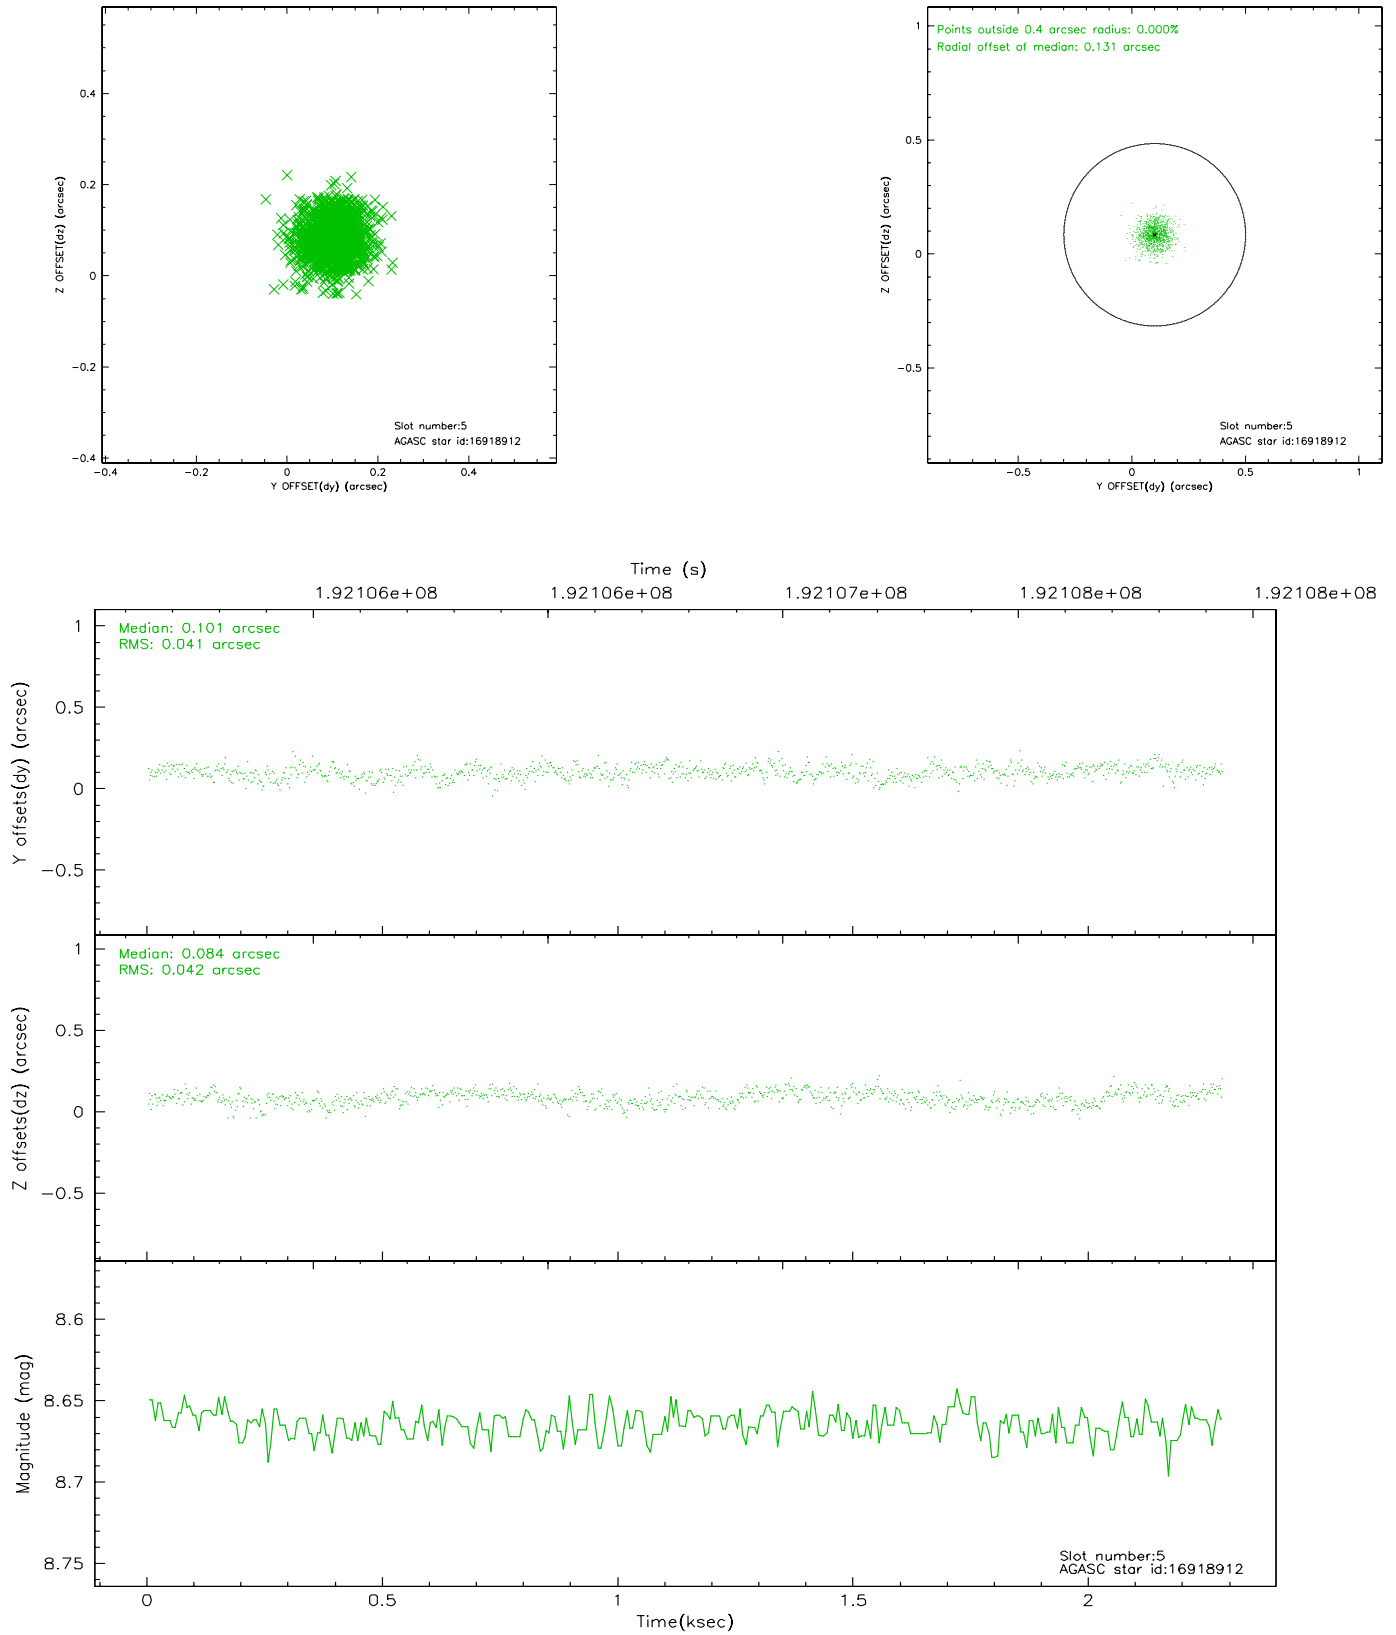 0.4
0.2
0
−0.2
−0.4
−0.4
−0.2
0
0.2
0.4
Z OFFSET(dz) (arcsec)
Y OFFSET(dy) (arcsec)
Slot number:5
AGASC star id:16918912
Points outside 0.4 arcsec radius: 0.000%
Radial offset of median: 0.131 arcsec
1
0.5
0
−0.5
−0.5
0
0.5
1
Z OFFSET(dz) (arcsec)
Y OFFSET(dy) (arcsec)
Slot number:5
AGASC star id:16918912
Time (s)
1.92106e+08 1.92106e+08 1.92107e+08 1.92108e+08 1.92108e+08
Median: 0.101 arcsec
RMS: 0.041 arcsec
1
0.5
0
−0.5
Y offsets(dy) (arcsec)
Median: 0.084 arcsec
RMS: 0.042 arcsec
1
0.5
0
−0.5
Z offsets(dz) (arcsec)
8.6
8.65
8.7
8.75
Magnitude (mag)
Slot number:5
AGASC star id:16918912
0 0.5 1 1.5 2
Time(ksec)